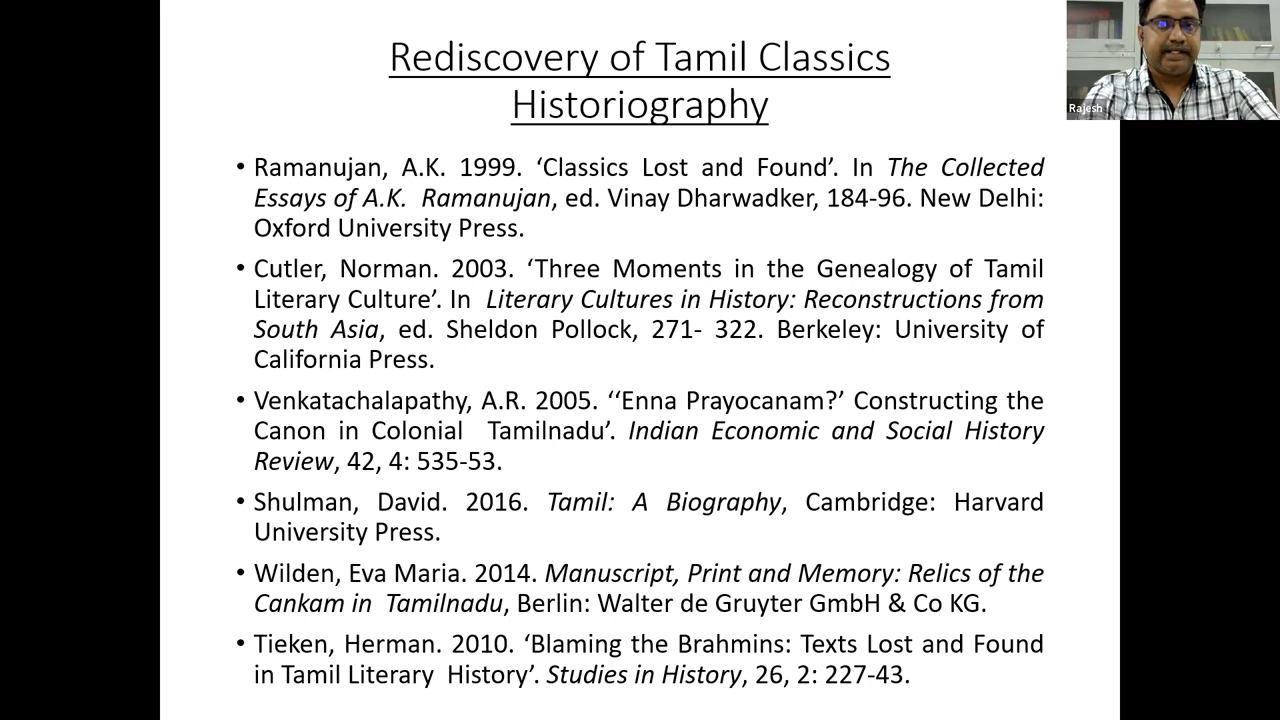 Rediscovery of Tamil Classics
Historiography
Rajesh
• Ramanujan, A.K. 1999. ‘Classics Lost and Found’. In The Collected
Essays of A.K. Ramanujan, ed. Vinay Dharwadker, 184-96. New Delhi:
Oxford University Press.
• Cutler, Norman. 2003. ‘Three Moments in the Genealogy of Tamil
Literary Culture’. In Literary Cultures in History: Reconstructions from
South Asia, ed. Sheldon Pollock, 271- 322. Berkeley: University of
California Press.
• Venkatachalapathy, A.R. 2005. ‘‘Enna Prayocanam?’ Constructing the
Canon in Colonial Tamilnadu’. Indian Economic and Social History
Review, 42, 4: 535-53.
• Shulman, David. 2016. Tamil: A Biography, Cambridge: Harvard
University Press.
• Wilden, Eva Maria. 2014. Manuscript, Print and Memory: Relics of the
Cankam in Tamilnadu, Berlin: Walter de Gruyter GmbH & Co KG.
• Tieken, Herman. 2010. ‘Blaming the Brahmins: Texts Lost and Found
in Tamil Literary History’. Studies in History, 26, 2: 227-43.